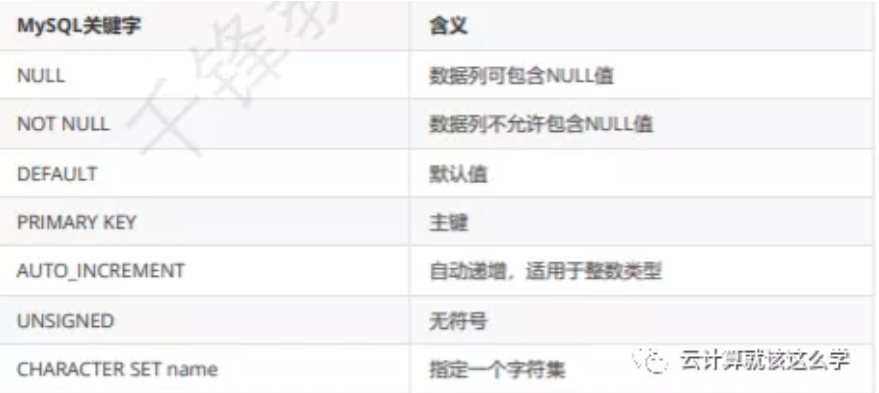 MySQL关键字 含义
NULL 数据列可包含NULL值
NOT NULL 数据列不允许包含NULL值
DEFAULT 默认值
PRIMARY KEY 主键
AUTO_INCREMENT 自动递增，适用于整数类型
UNSIGNED 无符号
CHARACTER SET name 指定一个字符集
千锋教
云计算就该这么学